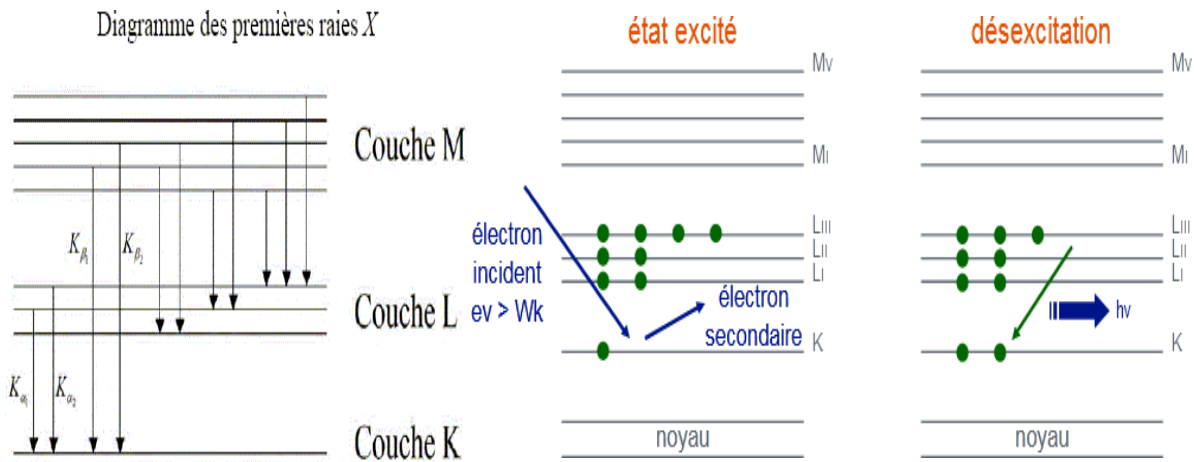 Diagramme des premières raies X
Couche M
Kβ1
Kβ2
Couche L
Kα1
Kα2
Couche K
état excité
MV
MI
LIII
LII
LI
électron
incident
ev > Wk
électron
secondaire
K
noyau
désexcitation
MV
MI
LIII
LII
LI
hν
K
noyau